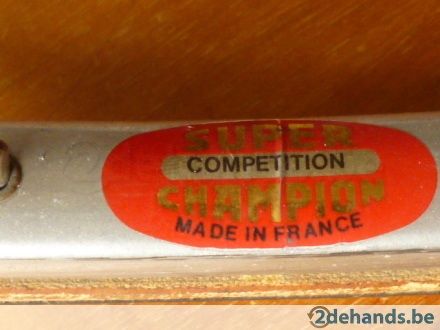 SUPER
COMPETITION
CHAMPION
MADE IN FRANCE
2dehands.be